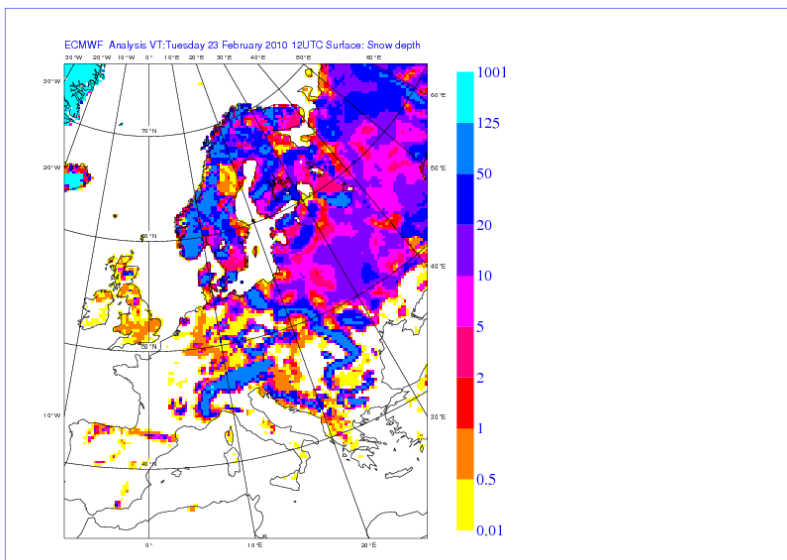 ECMWF Analysis VT:Tuesday 23 February 2010 12UTC Surface: Snow depth
30°W 20°W 10°W 0° 10°E 20°E 30°E 40°E 50°E 60°E
30°W
20°W
10°W
70°N
60°N
50°N
40°N
60°E
50°E
40°E
30°E
0° 10°E 20°E
1001
125
50
20
10
5
2
1
0.5
0.01